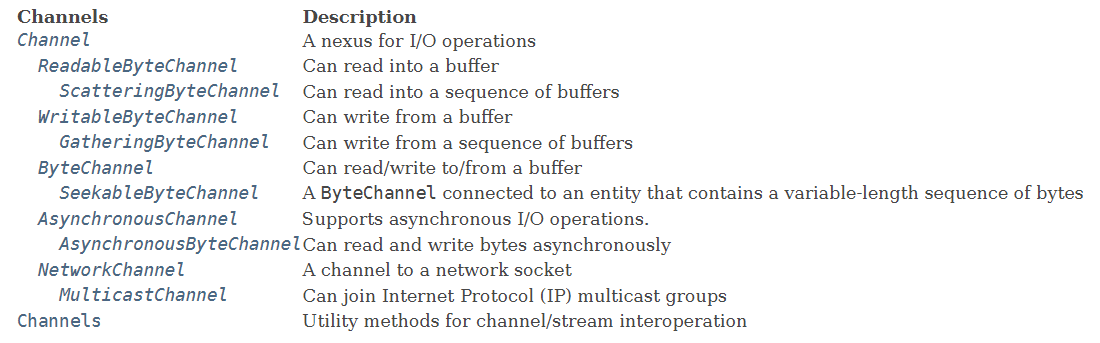 Channels Description
Channel A nexus for I/O operations
ReadableByteChannel Can read into a buffer
ScatteringByteChannel Can read into a sequence of buffers
WritableByteChannel Can write from a buffer
GatheringByteChannel Can write from a sequence of buffers
ByteChannel Can read/write to/from a buffer
SeekableByteChannel A ByteChannel connected to an entity that contains a variable-length sequence of bytes
AsynchronousChannel Supports asynchronous I/O operations.
AsynchronousByteChannel Can read and write bytes asynchronously
NetworkChannel A channel to a network socket
MulticastChannel Can join Internet Protocol (IP) multicast groups
Channels Utility methods for channel/stream interoperation